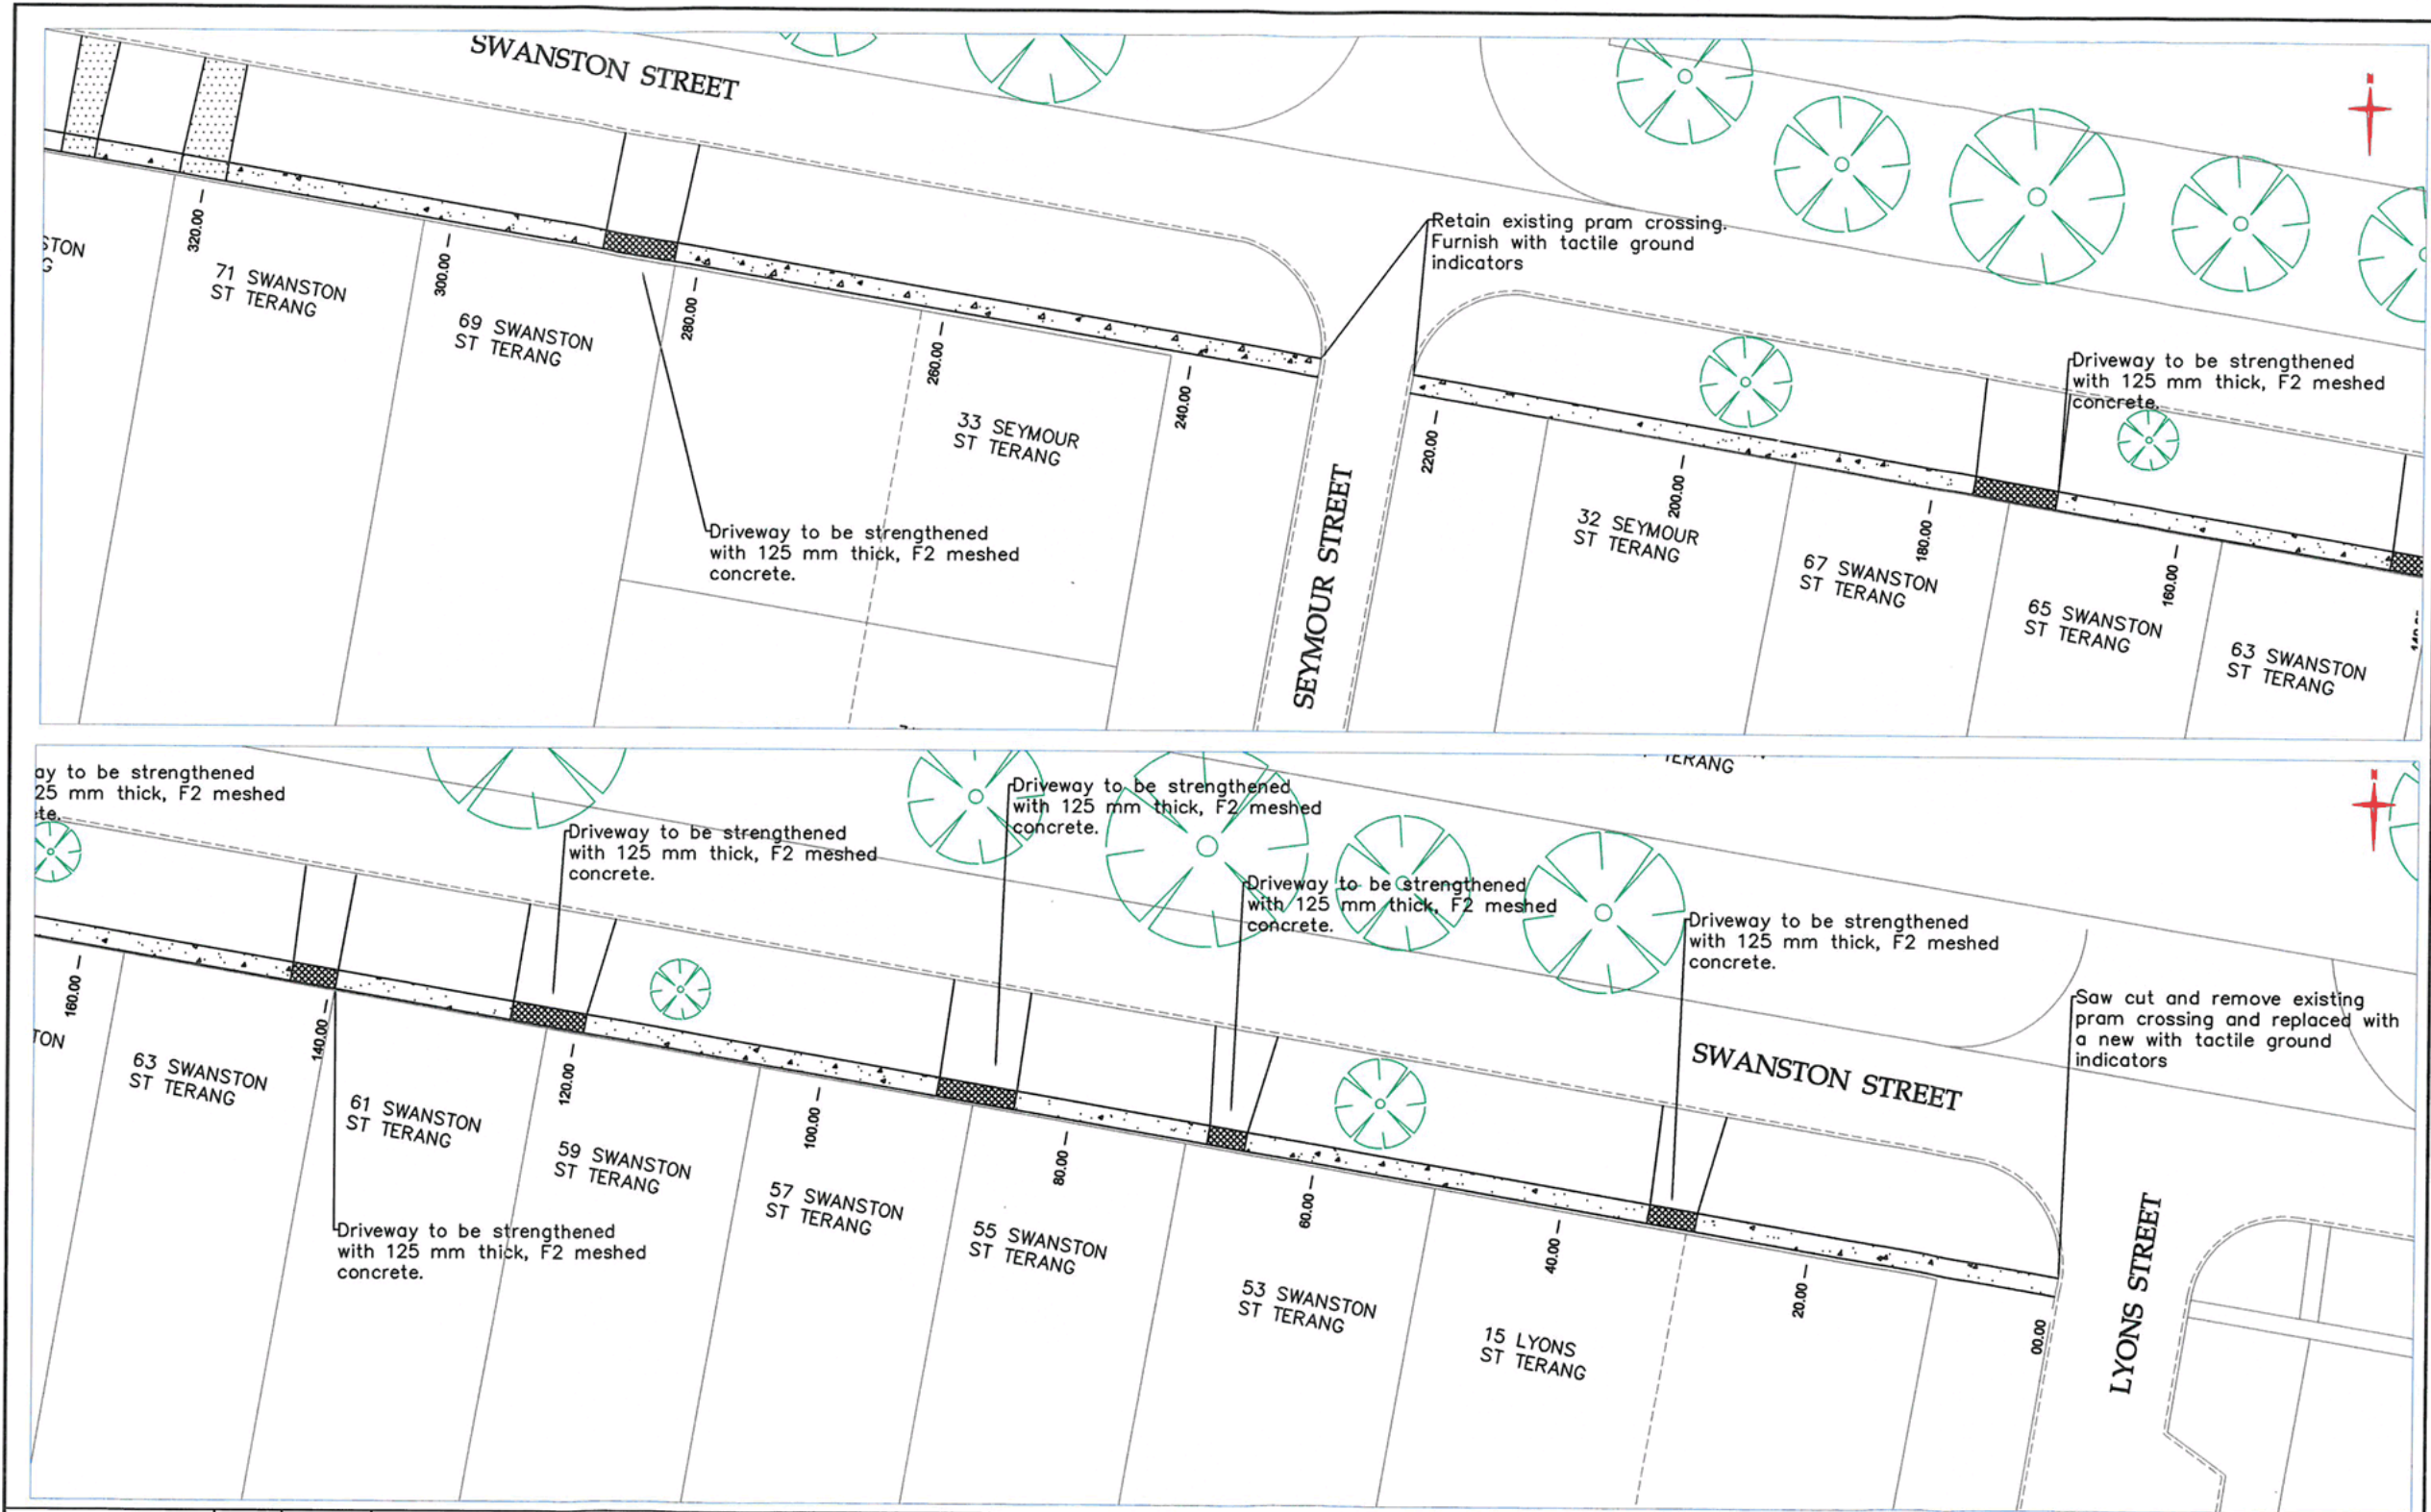 SWANSTON STREET
STON
G
320.00
71 SWANSTON
ST TERANG
300.00
69 SWANSTON
ST TERANG
280.00
260.00
33 SEYMOUR
ST TERANG
240.00
Driveway to be strengthened
with 125 mm thick, F2 meshed
concrete.
Retain existing pram crossing.
Furnish with tactile ground
indicators
SEYMOUR STREET
220.00
32 SEYMOUR
ST TERANG
200.00
67 SWANSTON
ST TERANG
180.00
Driveway to be strengthened
with 125 mm thick, F2 meshed
concrete.
65 SWANSTON
ST TERANG
160.00
63 SWANSTON
ST TERANG
ay to be strengthened
25 mm thick, F2 meshed
te.
Driveway to be strengthened
with 125 mm thick, F2 meshed
concrete.
Driveway to be strengthened
with 125 mm thick, F2 meshed
concrete.
Driveway to be strengthened
with 125 mm thick, F2 meshed
concrete.
Driveway to be strengthened
with 125 mm thick, F2 meshed
concrete.
TERANG
Saw cut and remove existing
pram crossing and replaced with
a new with tactile ground
indicators
SWANSTON STREET
160.00
TON
63 SWANSTON
ST TERANG
140.00
61 SWANSTON
ST TERANG
120.00
59 SWANSTON
ST TERANG
100.00
57 SWANSTON
ST TERANG
80.00
55 SWANSTON
ST TERANG
60.00
53 SWANSTON
ST TERANG
40.00
15 LYONS
ST TERANG
20.00
00.00
LYONS STREET
Driveway to be strengthened
with 125 mm thick, F2 meshed
concrete.